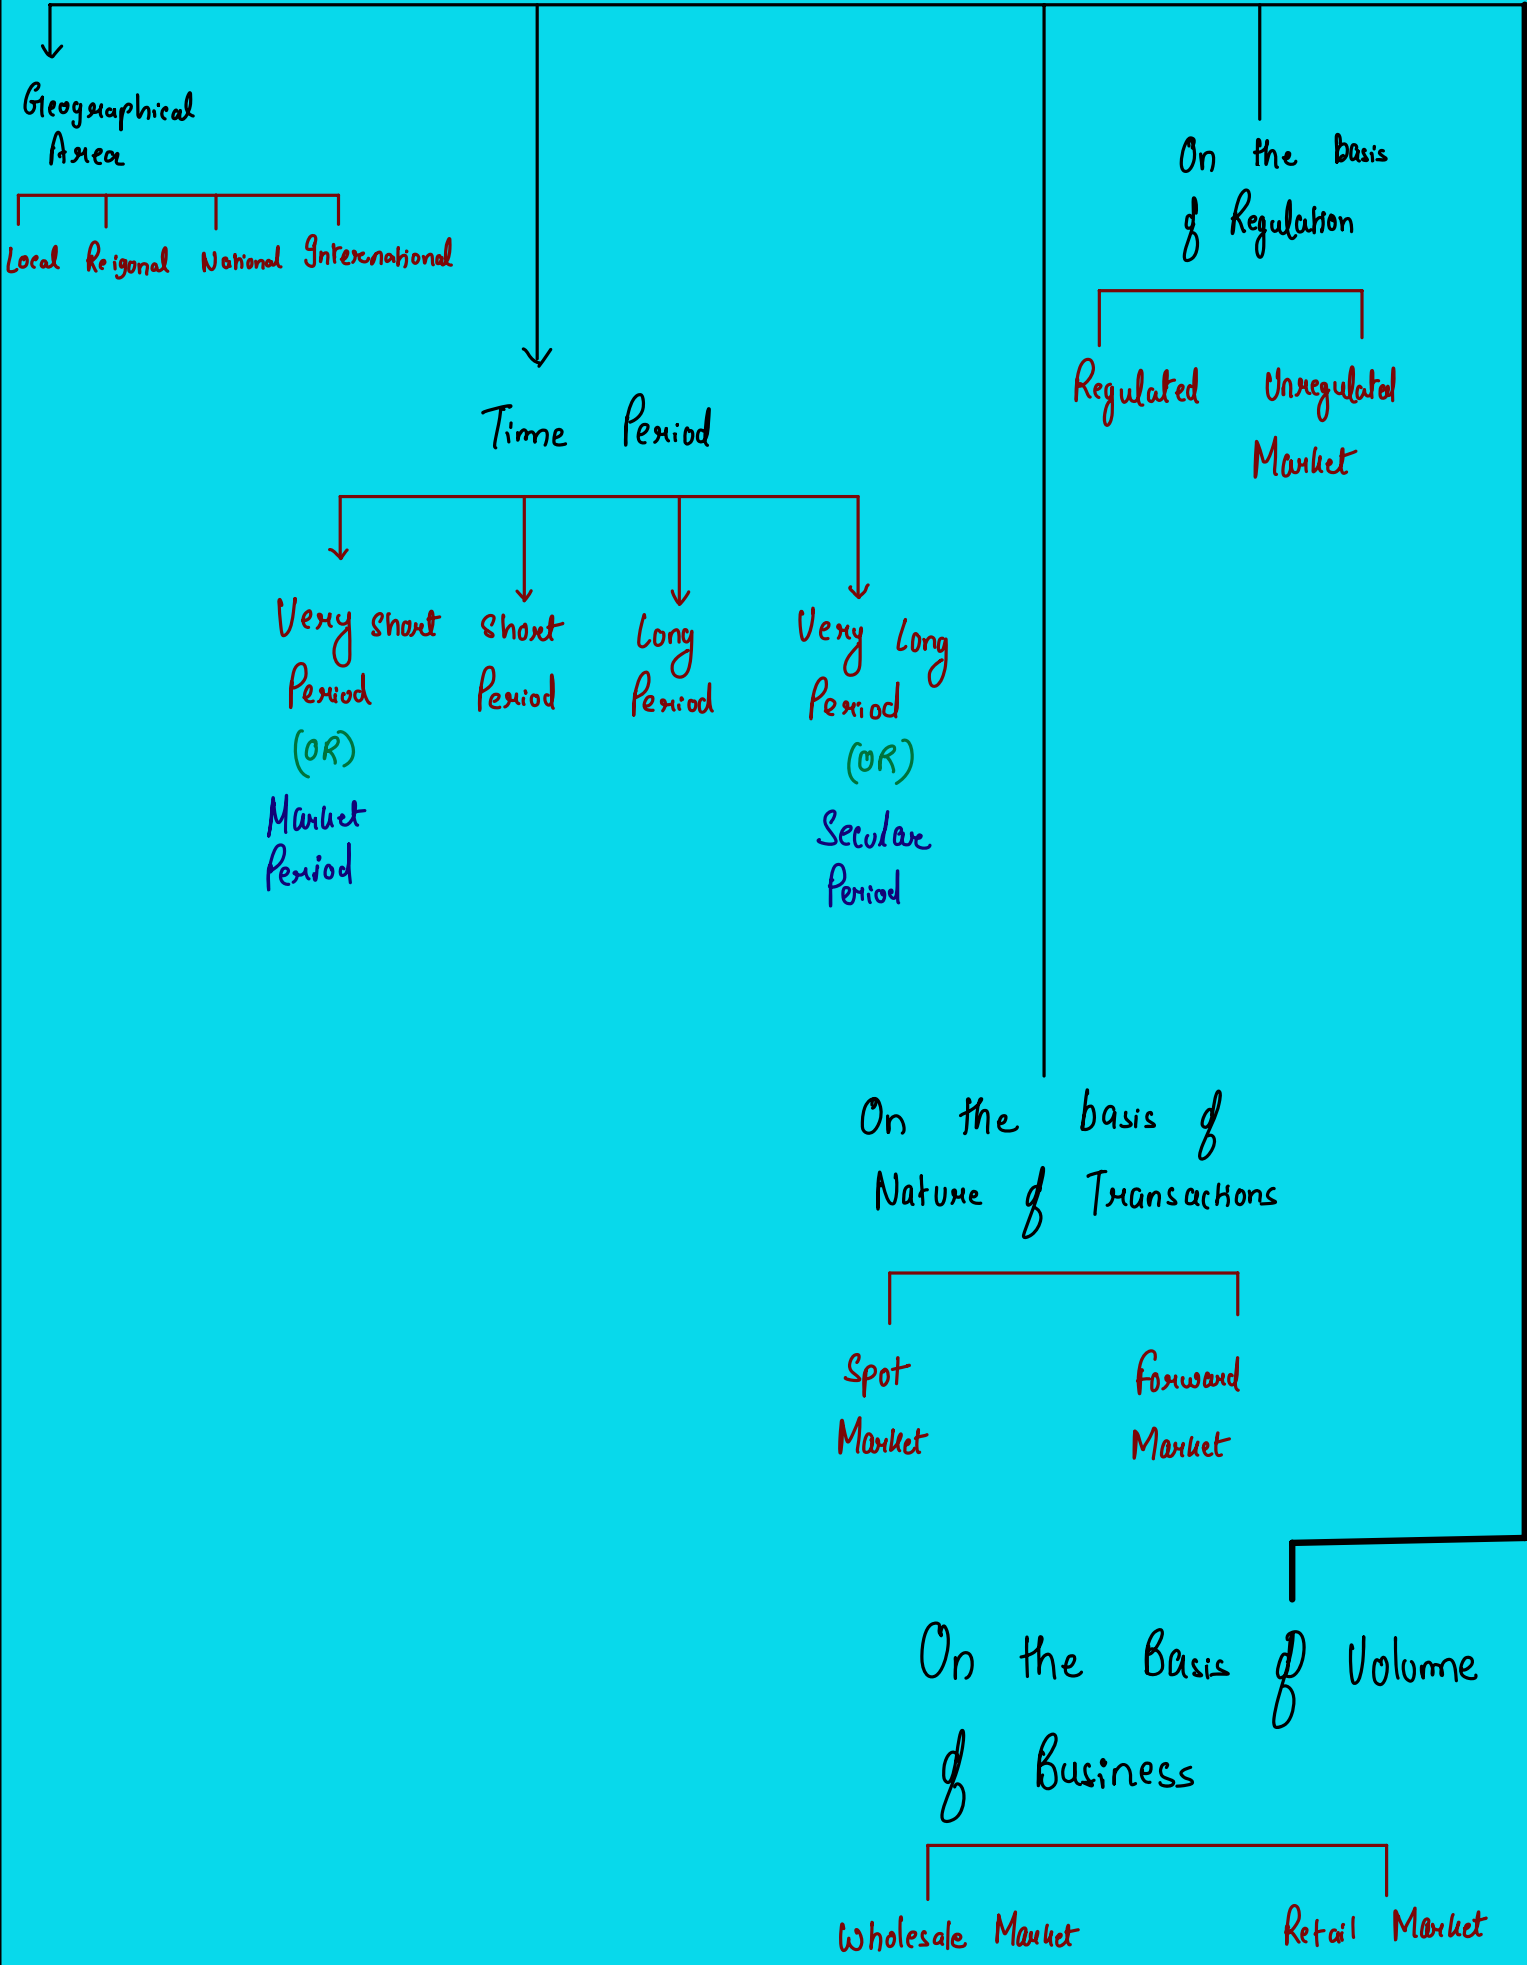 Geographical
Area
Local Reigonal National International
On the Basis
of Regulation
Regulated Unregulated
Market
Time Period
Very Short
Period
(OR)
Market
Period
Short
Period
Long
Period
Very Long
Period
(OR)
Secular
Period
On the basis of
Nature of Transactions
Spot
Market
Forward
Market
On the Basis of Volume
of Business
Wholesale Market Retail Market